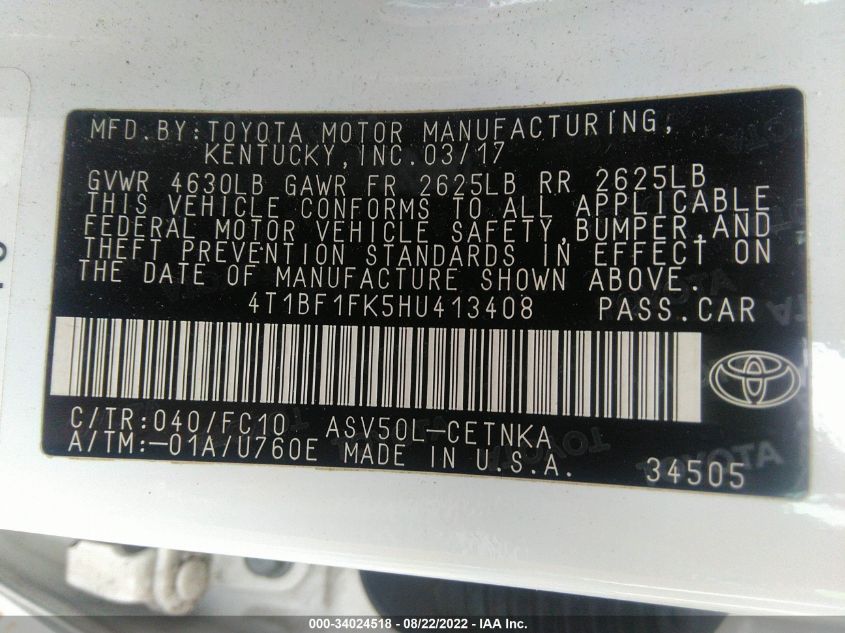 MFD.BY:TOYOTA MOTOR MANUFACTURING,
KENTUCKY,INC.03/17
GVWR 4630LB GAWR FR 2625LB RR 2625LB
THIS VEHICLE CONFORMS TO ALL APPLICABLE
FEDERAL MOTOR VEHICLE SAFETY,BUMPER,AND
THEFT PREVENTION STANDARDS IN EFFECT ON
THE DATE OF MANUFACTURE SHOWN ABOVE.
4T1BF1FK5HU413408 PASS.CAR
C/TR:040/FC10 ASV50L-CETNKA
A/TM:-01A/U760E MADE IN U.S.A. 34505
TOYOTA
000-34024518 - 08/22/2022 - IAA Inc.